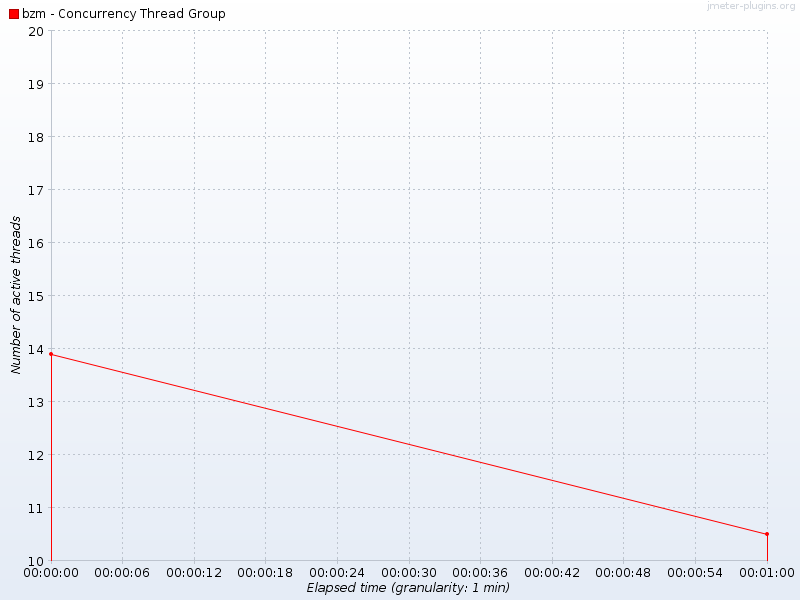 jmeter-plugins.org
bzm - Concurrency Thread Group
20
19
18
17
16
15
14
13
12
11
10
Number of active threads
00:00:00 00:00:06 00:00:12 00:00:18 00:00:24 00:00:30 00:00:36 00:00:42 00:00:48 00:00:54 00:01:00
Elapsed time (granularity: 1 min)